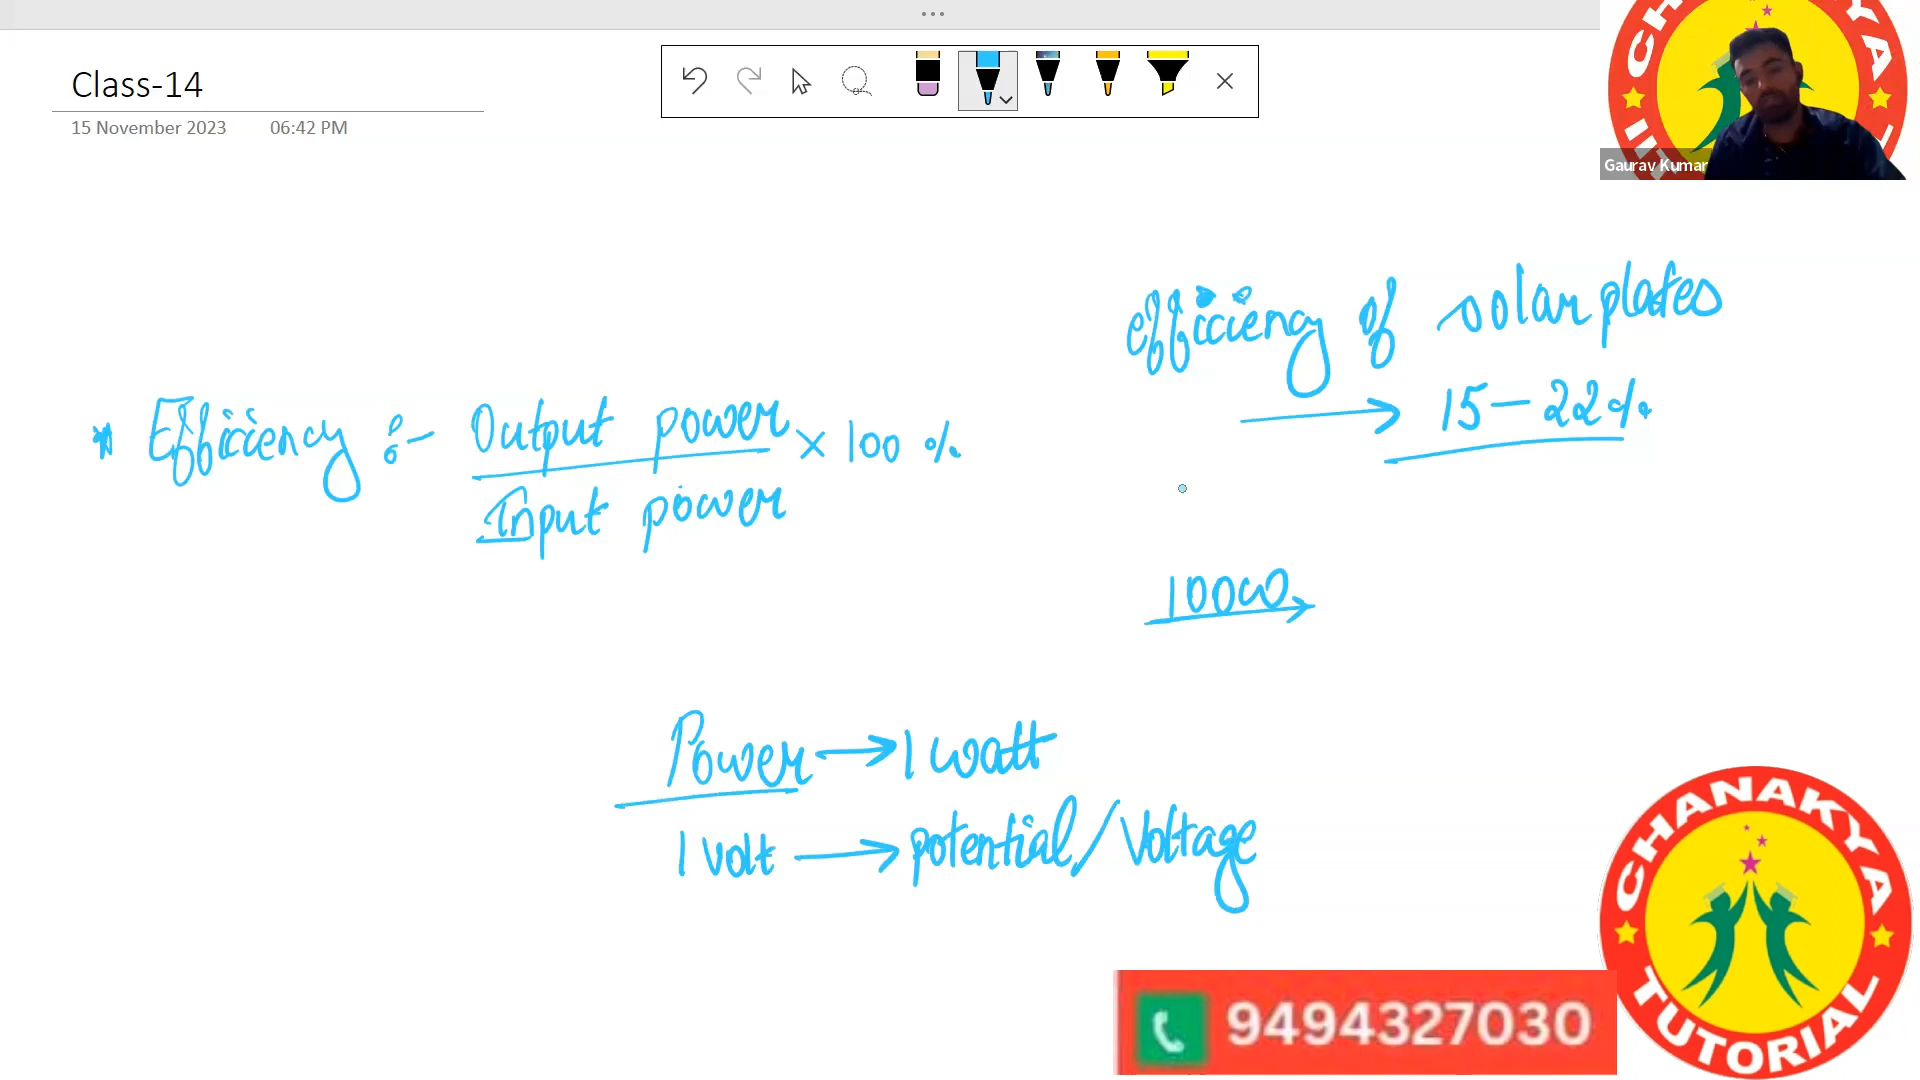 Class-14
15 November 2023 06:42 PM
Gaurav Kumar
efficiency of solar plates
15-22%
* Efficiency :- Output power × 100 %
Input power
100W
Power → 1 watt
1 volt → potential/Voltage
CHANAKYA
TUTORIAL
9494327030